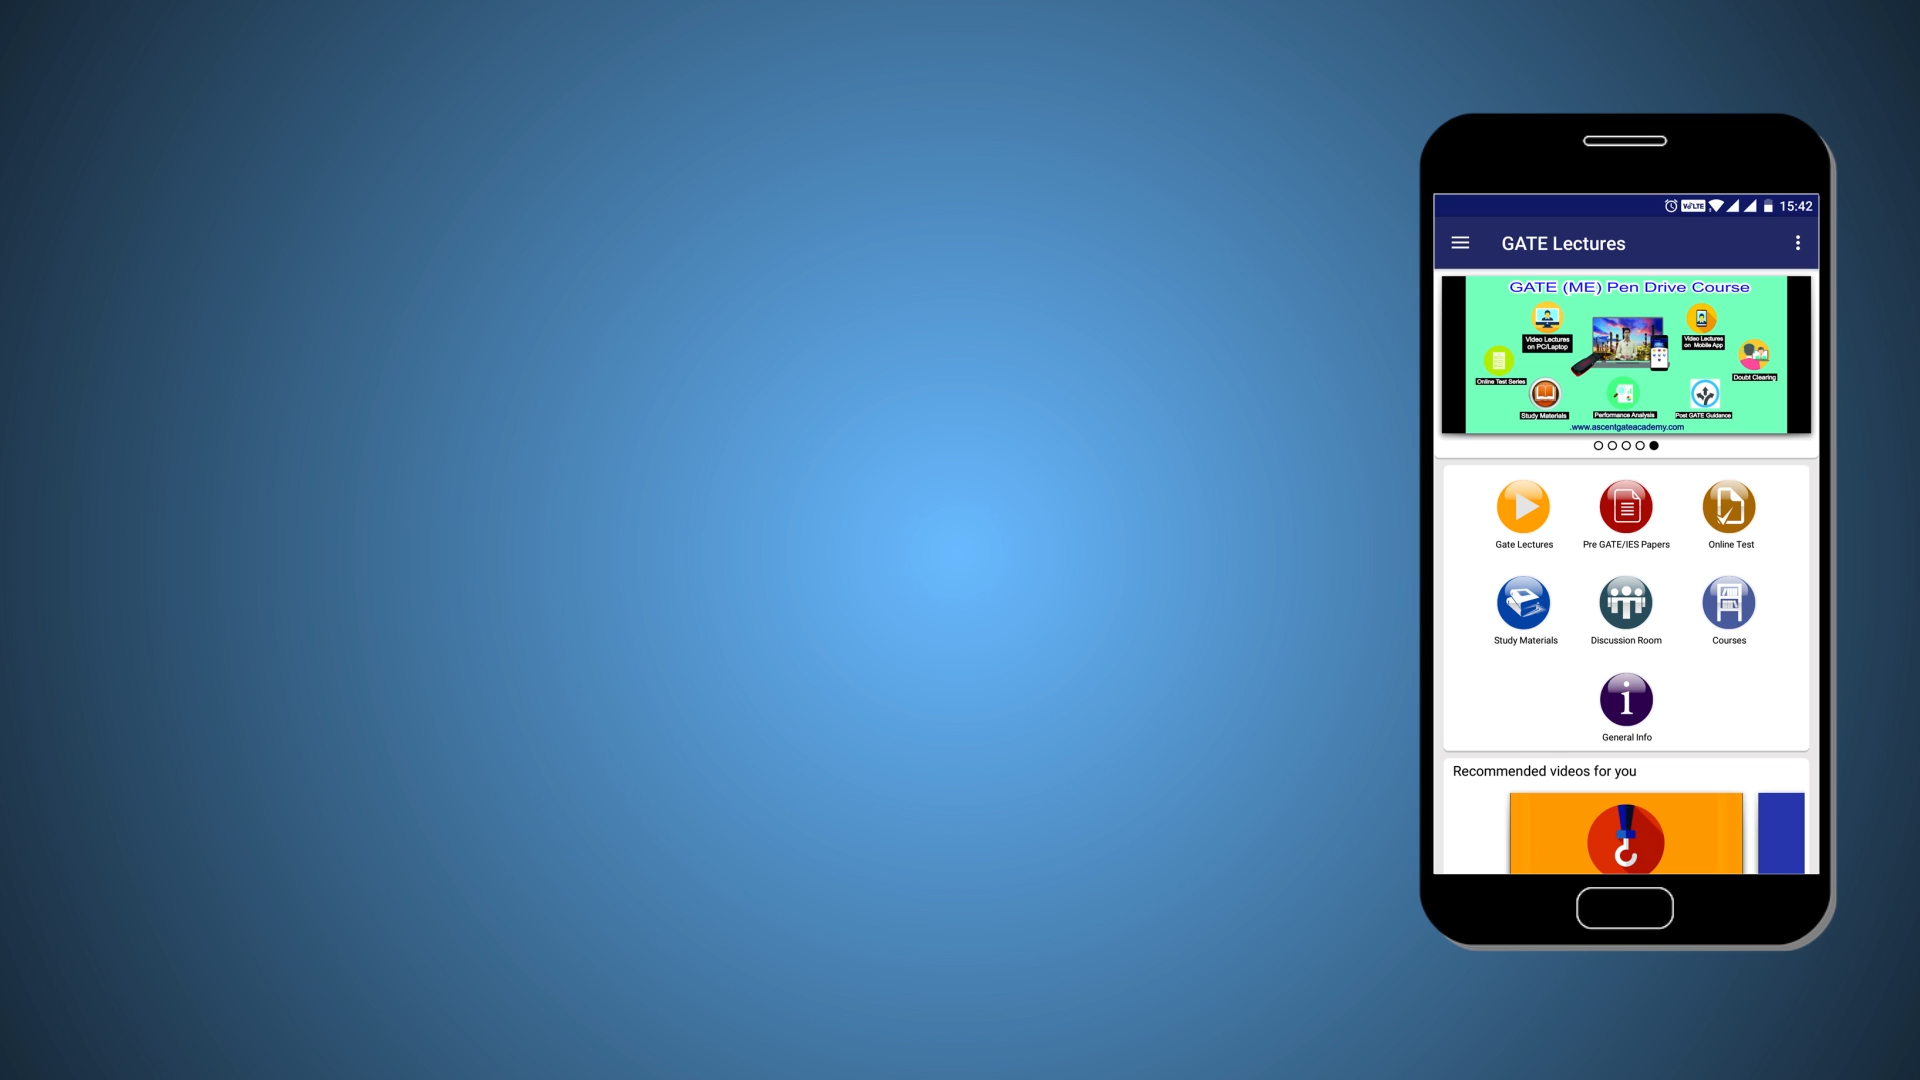 VoLTE 15:42
GATE Lectures
GATE (ME) Pen Drive Course
Video Lectures
on PC/Laptop
Video Lectures
on Mobile App
Online Test Series
Doubt Clearing
Study Materials
Performance Analysis
Post GATE Guidance
.www.ascentgateacademy.com
Gate Lectures
Pre GATE/IES Papers
Online Test
Study Materials
Discussion Room
Courses
General Info
Recommended videos for you